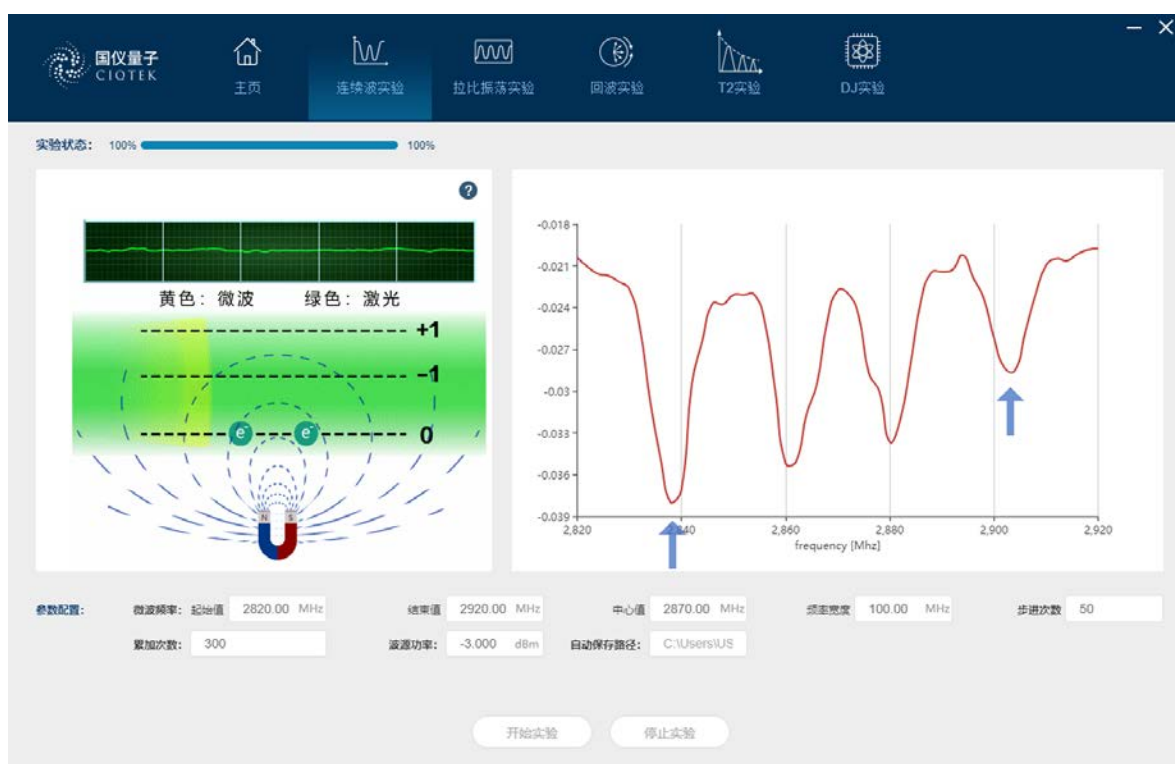 国仪量子
CIQTEK
主页
连续波实验
拉比振荡实验
回波实验
T2实验
DJ实验
实验状态: 100% 100%
?
黄色: 微波 绿色: 激光
+1
-1
e⁻ e⁻ 0
N S
-0.018
-0.021
-0.024
-0.027
-0.03
-0.033
-0.036
-0.039
2,820 2,860 2,880 2,900 2,920
frequency [Mhz]
参数配置: 微波频率: 起始值 2820.00 MHz 结束值 2920.00 MHz 中心值 2870.00 MHz 频率宽度 100.00 MHz 步进次数 50
累加次数: 300 波源功率: -3.000 dBm 自动保存路径: C:\Users\US
开始实验 停止实验